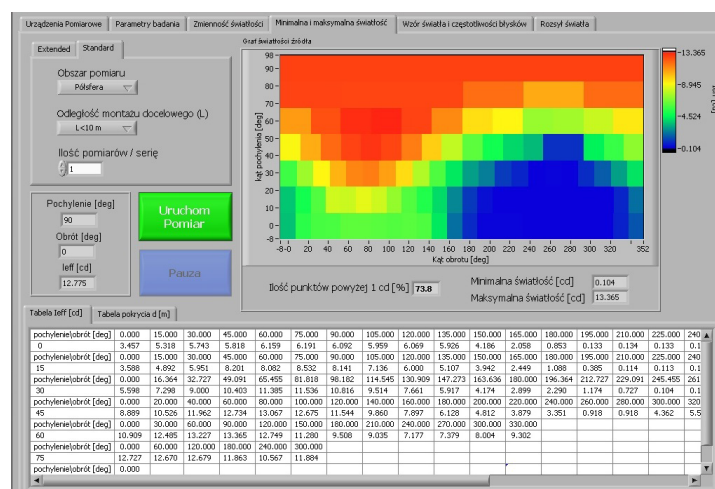 Urządzenia Pomiarowe Parametry badania Zmienność światłości Minimalna i maksymalna światłość Wzór światła i częstotliwości błysków Rozsył światła
Extended Standard
Obszar pomiaru
Półsfera
Odległość montażu docelowego (L)
L<10 m
Ilość pomiarów / serię
1
Pochylenie [deg]
90
Obrót [deg]
0
Ieff [cd]
12.775
Uruchom
Pomiar
Pauza
Graf światłości źródła
98
90
80
70
60
50
40
30
20
10
0
-8
kąt pochylenia [deg]
-8 0 20 40 60 80 100 120 140 160 180 200 220 240 260 280 300 320 352
Kąt obrotu [deg]
13.365
8.945
4.524
0.104
Ilość punktów powyżej 1 cd [%] 73.8
Minimalna światłość [cd] 0.104
Maksymalna światłość [cd] 13.365
Tabela Ieff [cd] Tabela pokrycia d [m]
pochylenie\obrót [deg] 0.000 15.000 30.000 45.000 60.000 75.000 90.000 105.000 120.000 135.000 150.000 165.000 180.000 195.000 210.000 225.000 240
0 3.457 5.318 5.743 5.818 6.159 6.191 6.092 5.959 6.069 5.926 4.186 2.058 0.853 0.133 0.134 0.133 0.1
pochylenie\obrót [deg] 0.000 15.000 30.000 45.000 60.000 75.000 90.000 105.000 120.000 135.000 150.000 165.000 180.000 195.000 210.000 225.000 240
15 3.588 4.892 5.951 8.201 8.082 8.532 8.141 7.136 6.000 5.107 3.942 2.449 1.088 0.385 0.114 0.113 0.1
pochylenie\obrót [deg] 0.000 16.364 32.727 49.091 65.455 81.818 98.182 114.545 130.909 147.273 163.636 180.000 196.364 212.727 229.091 245.455 261
30 5.598 7.298 9.000 10.403 11.385 11.536 10.816 9.514 7.661 5.917 4.174 2.899 2.290 1.174 0.727 0.104 0.1
pochylenie\obrót [deg] 0.000 20.000 40.000 60.000 80.000 100.000 120.000 140.000 160.000 180.000 200.000 220.000 240.000 260.000 280.000 300.000 320
45 8.889 10.526 11.962 12.734 13.067 12.675 11.544 9.860 7.897 6.128 4.812 3.879 3.351 0.918 0.918 4.362 5.5
pochylenie\obrót [deg] 0.000 30.000 60.000 90.000 120.000 150.000 180.000 210.000 240.000 270.000 300.000 330.000
60 10.909 12.485 13.227 13.365 12.749 11.280 9.508 9.035 7.177 7.379 8.004 9.302
pochylenie\obrót [deg] 0.000 60.000 120.000 180.000 240.000 300.000
75 12.727 12.670 12.679 11.863 10.567 11.884
pochylenie\obrót [deg] 0.000